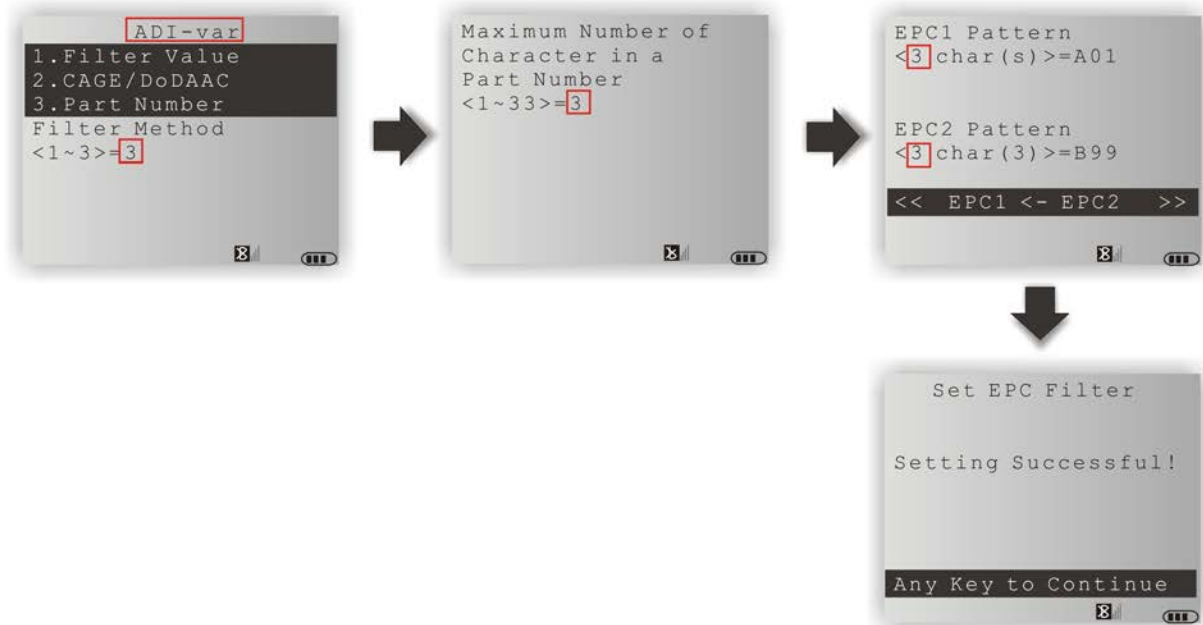 ADI-var
1.Filter Value
2.CAGE/DoDAAC
3.Part Number
Filter Method
<1~3>=3
Maximum Number of
Character in a
Part Number
<1~33>=3
EPC1 Pattern
<3 char(s)>=A01
EPC2 Pattern
<3 char(3)>=B99
<< EPC1 <- EPC2 >>
Set EPC Filter
Setting Successful!
Any Key to Continue